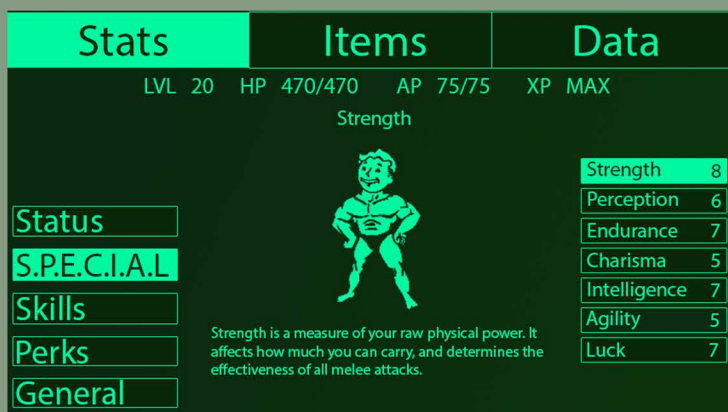 Stats Items Data
LVL 20 HP 470/470 AP 75/75 XP MAX
Strength
Status
S.P.E.C.I.A.L
Skills
Perks
General
Strength is a measure of your raw physical power. It
affects how much you can carry, and determines the
effectiveness of all melee attacks.
Strength 8
Perception 6
Endurance 7
Charisma 5
Intelligence 7
Agility 5
Luck 7